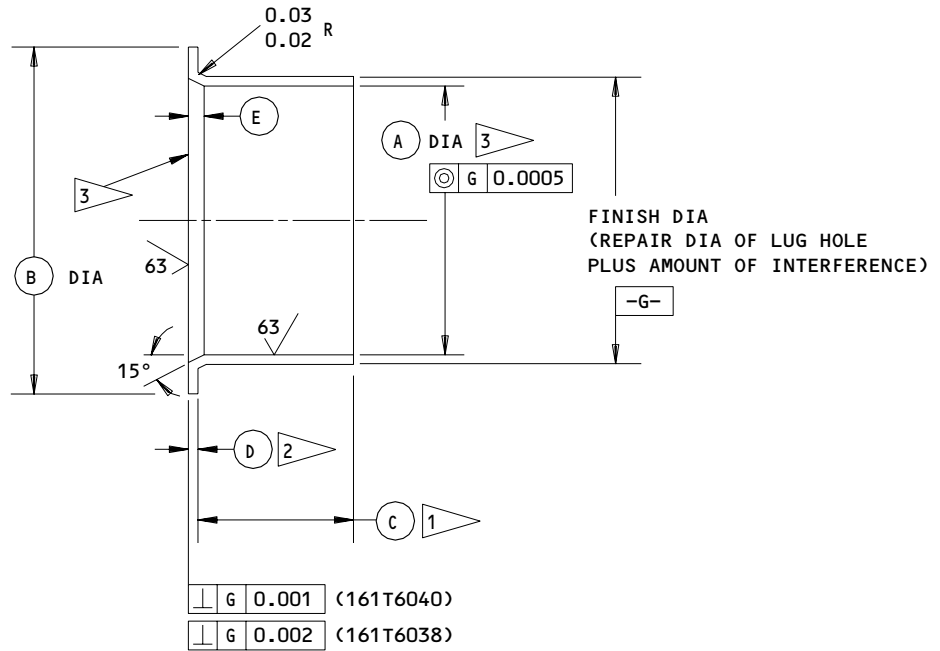 0.03
0.02 R
E
A DIA 3
◎ G 0.0005
3
FINISH DIA
(REPAIR DIA OF LUG HOLE
PLUS AMOUNT OF INTERFERENCE)
-G-
63
B DIA
63
15°
D 2
C 1
⊥ G 0.001 (161T6040)
⊥ G 0.002 (161T6038)